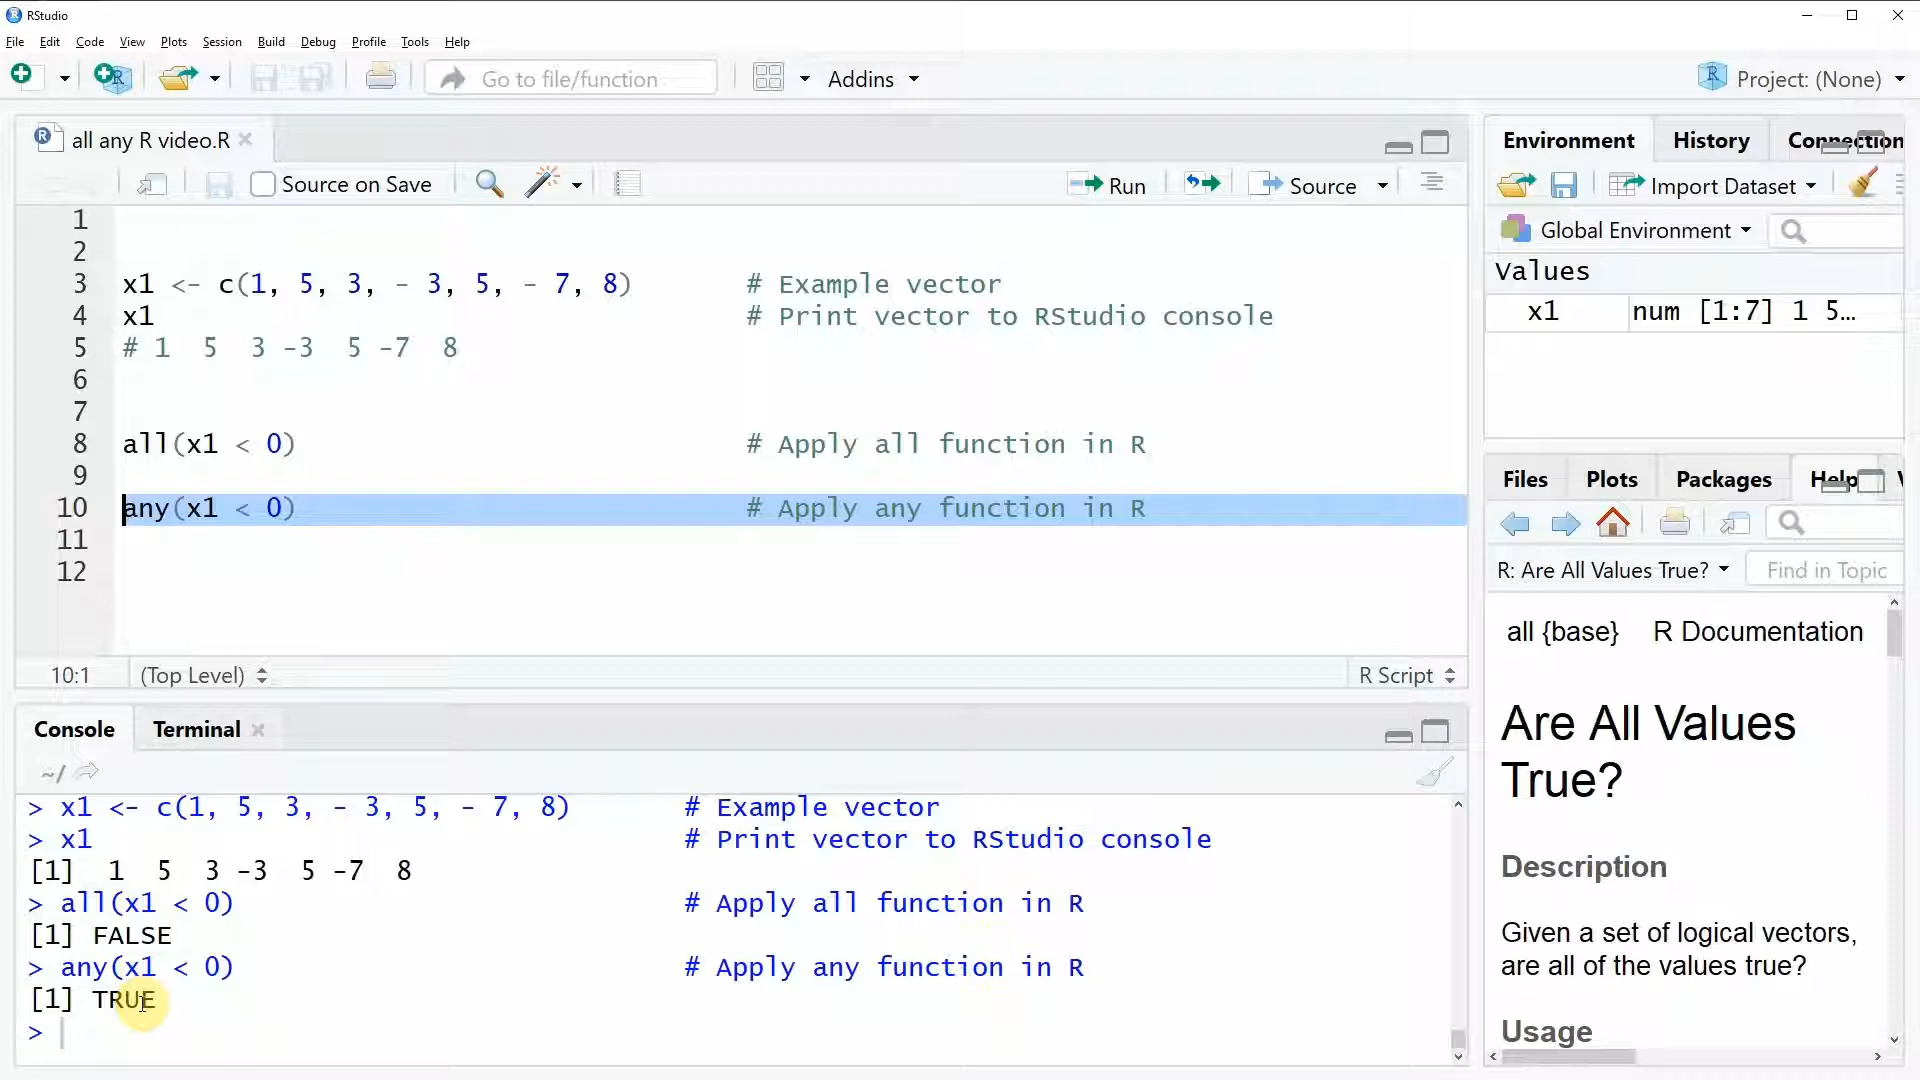 RStudio
File Edit Code View Plots Session Build Debug Profile Tools Help
Go to file/function Addins Project: (None)
all any R video.R
Source on Save Run Source
1
2
3 x1 <- c(1, 5, 3, - 3, 5, - 7, 8) # Example vector
4 x1 # Print vector to RStudio console
5 # 1 5 3 -3 5 -7 8
6
7
8 all(x1 < 0) # Apply all function in R
9
10 any(x1 < 0) # Apply any function in R
11
12
10:1 (Top Level) R Script
Console Terminal
~/
> x1 <- c(1, 5, 3, - 3, 5, - 7, 8) # Example vector
> x1 # Print vector to RStudio console
[1] 1 5 3 -3 5 -7 8
> all(x1 < 0) # Apply all function in R
[1] FALSE
> any(x1 < 0) # Apply any function in R
[1] TRUE
>
Environment History Connection
Import Dataset
Global Environment
Values
x1 num [1:7] 1 5…
Files Plots Packages Help
R: Are All Values True? Find in Topic
all {base} R Documentation
Are All Values
True?
Description
Given a set of logical vectors,
are all of the values true?
Usage